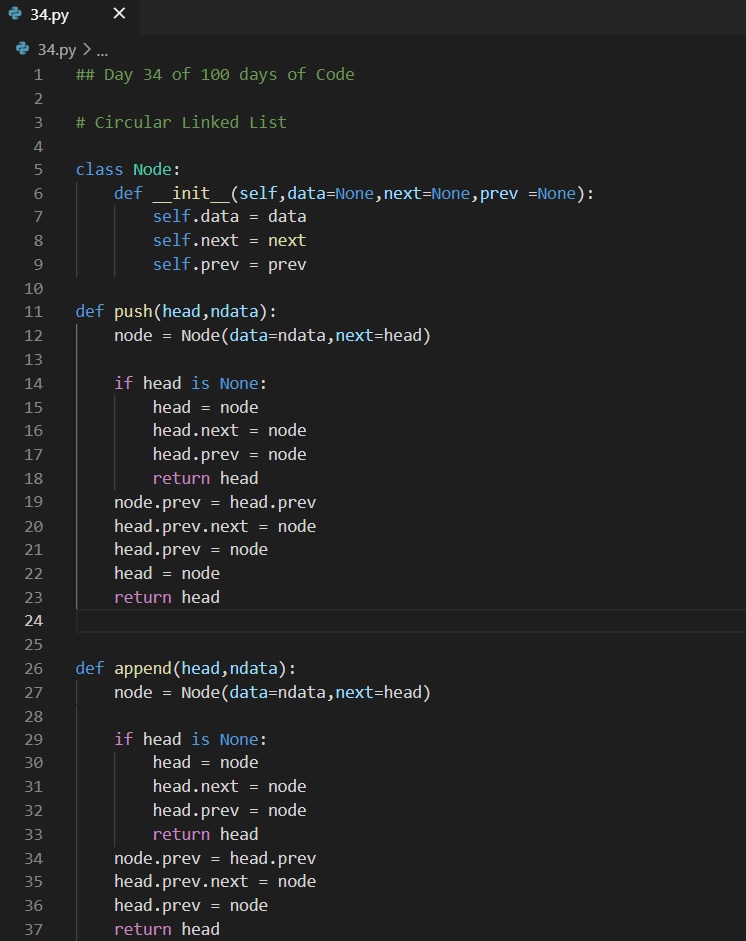 34.py ×
34.py > ...
1 ## Day 34 of 100 days of Code
2
3 # Circular Linked List
4
5 class Node:
6     def __init__(self,data=None,next=None,prev =None):
7         self.data = data
8         self.next = next
9         self.prev = prev
10
11 def push(head,ndata):
12     node = Node(data=ndata,next=head)
13
14     if head is None:
15         head = node
16         head.next = node
17         head.prev = node
18         return head
19     node.prev = head.prev
20     head.prev.next = node
21     head.prev = node
22     head = node
23     return head
24
25
26 def append(head,ndata):
27     node = Node(data=ndata,next=head)
28
29     if head is None:
30         head = node
31         head.next = node
32         head.prev = node
33         return head
34     node.prev = head.prev
35     head.prev.next = node
36     head.prev = node
37     return head